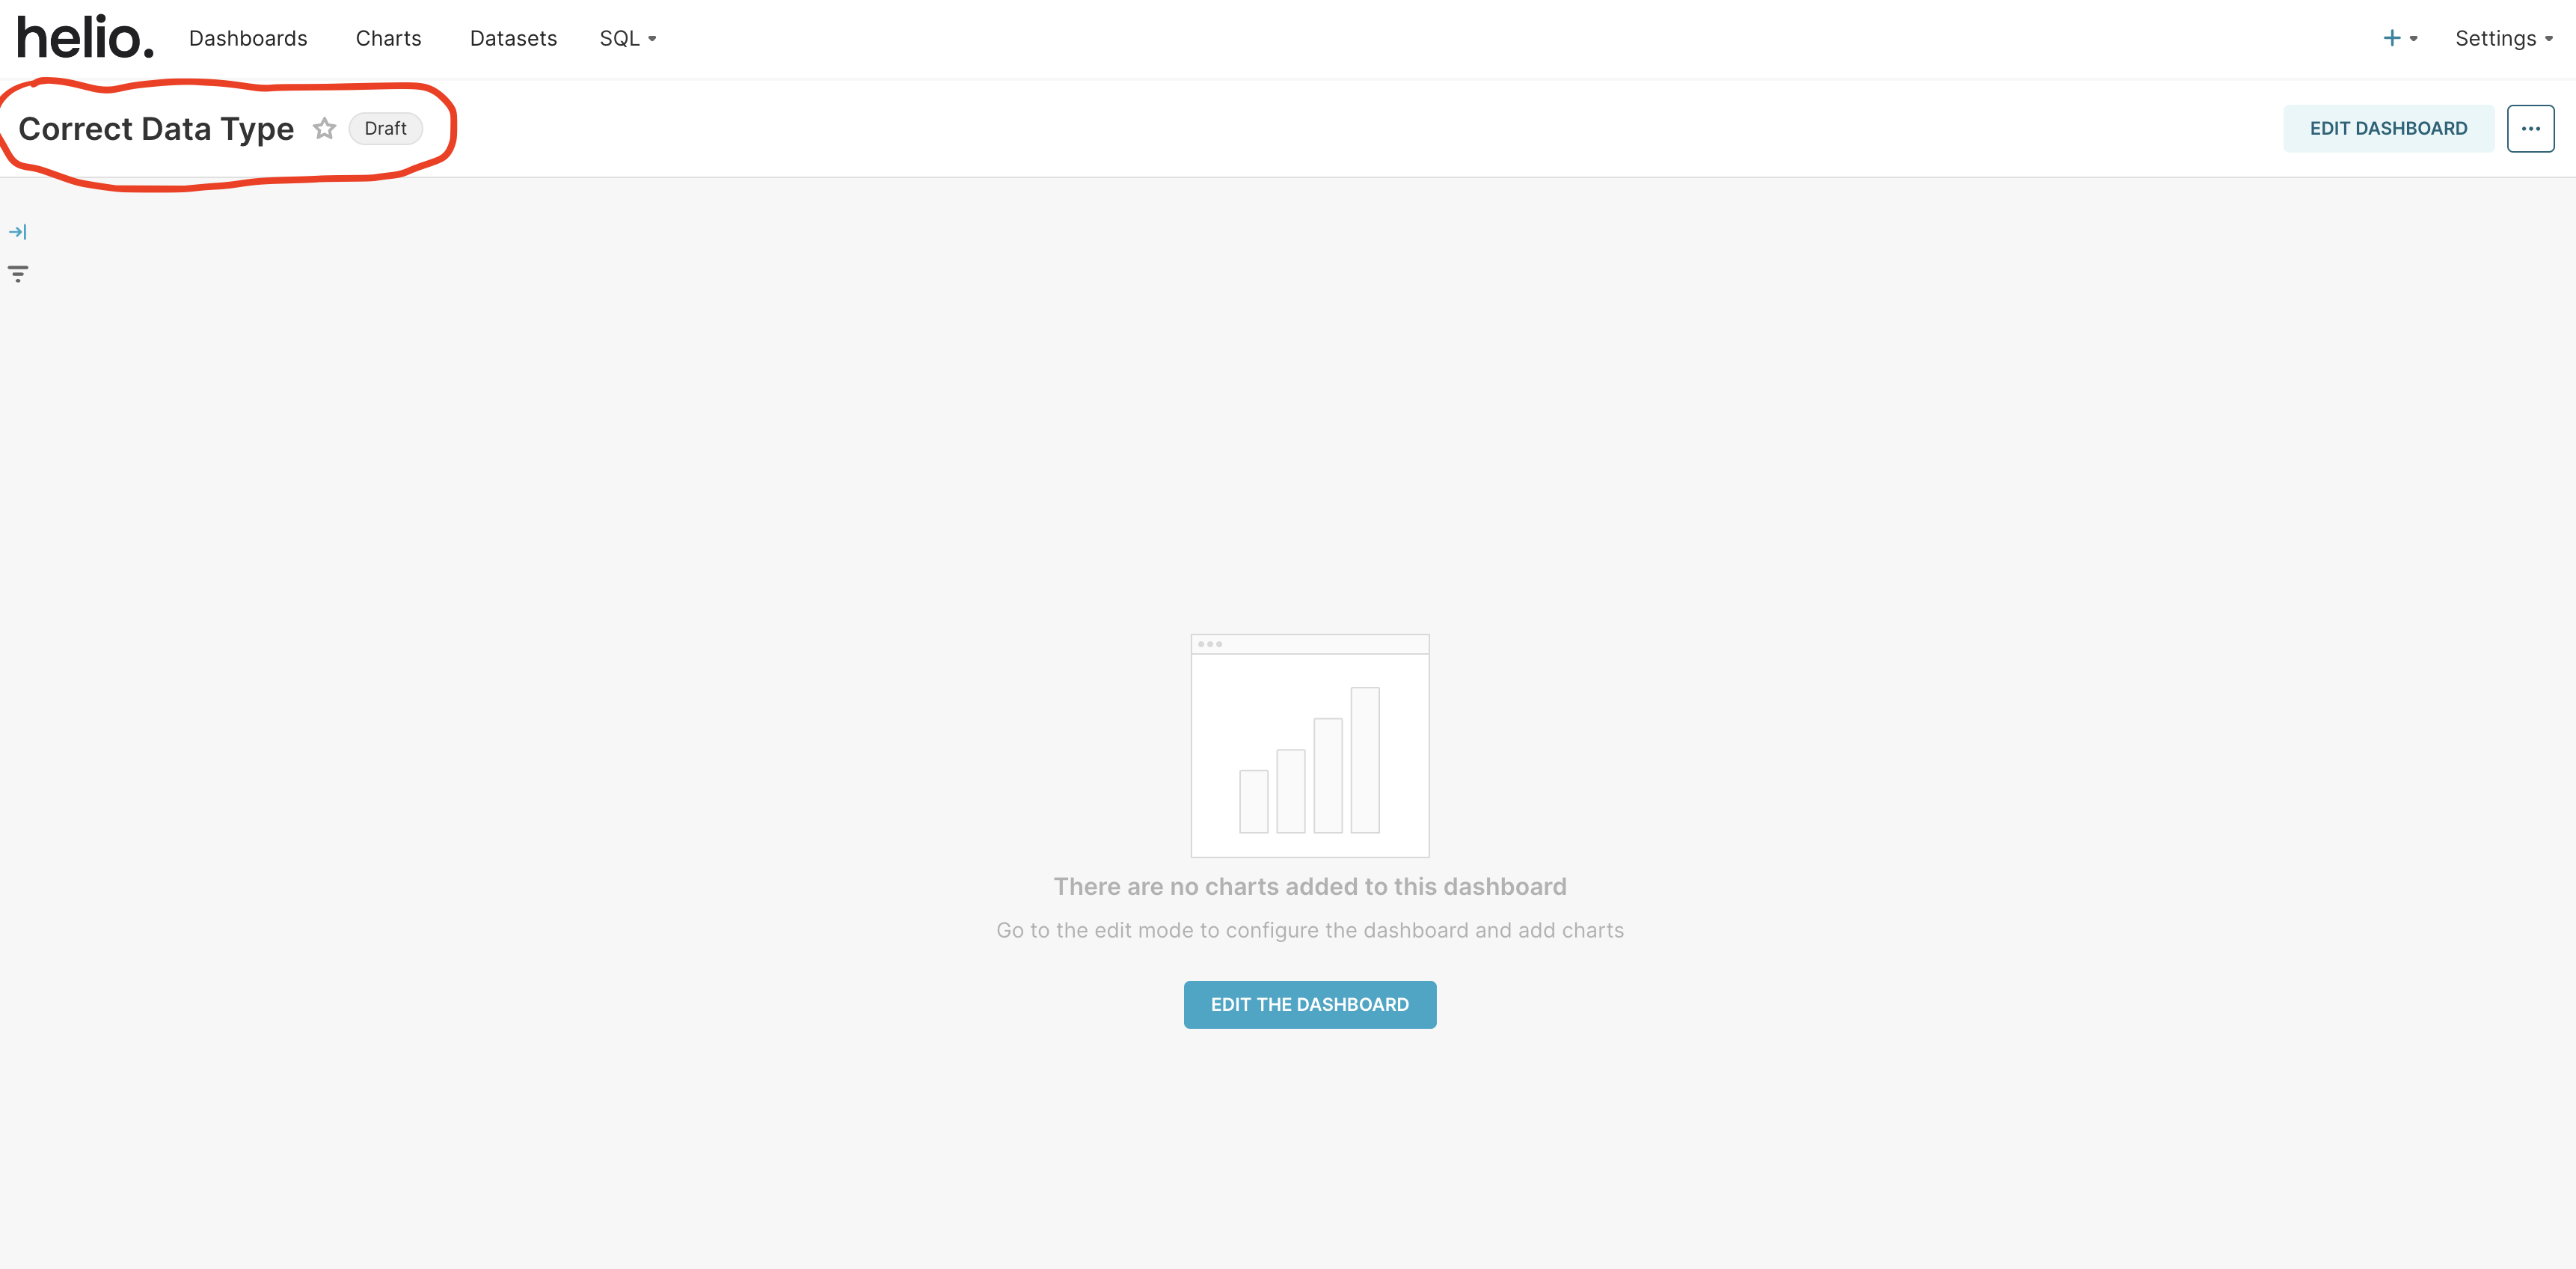 helio. Dashboards Charts Datasets SQL + Settings
Correct Data Type Draft EDIT DASHBOARD ...
There are no charts added to this dashboard
Go to the edit mode to configure the dashboard and add charts
EDIT THE DASHBOARD